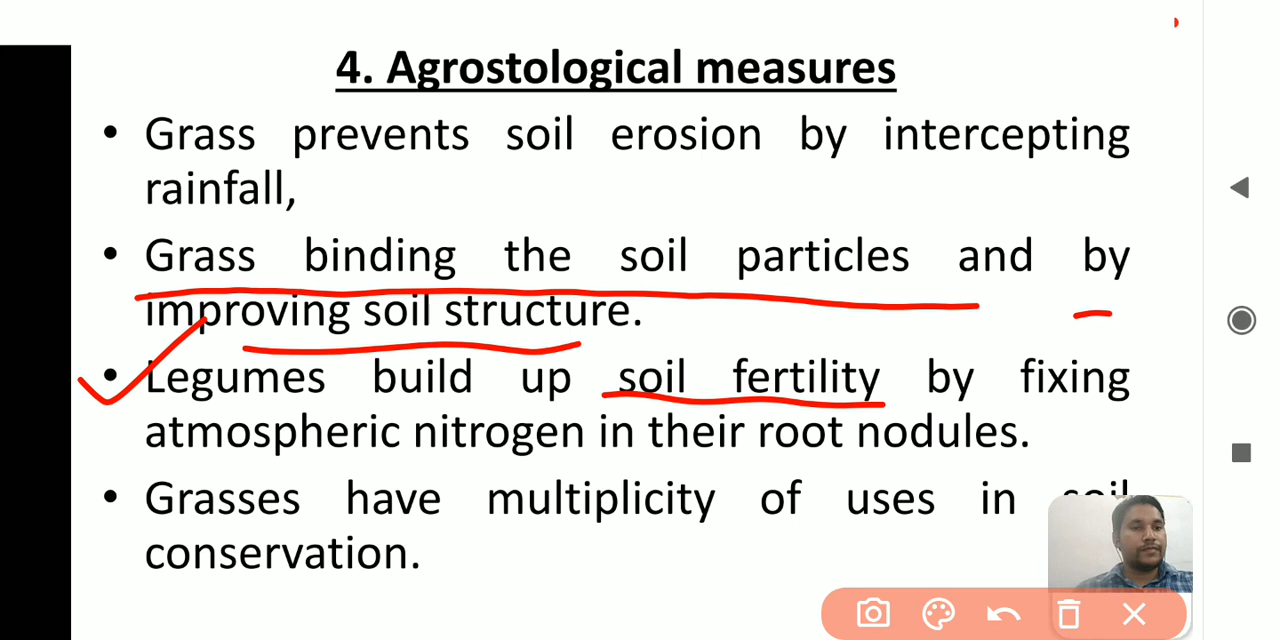 4. Agrostological measures
• Grass prevents soil erosion by intercepting
rainfall,
• Grass binding the soil particles and by
improving soil structure.
• Legumes build up soil fertility by fixing
atmospheric nitrogen in their root nodules.
• Grasses have multiplicity of uses in soil
conservation.